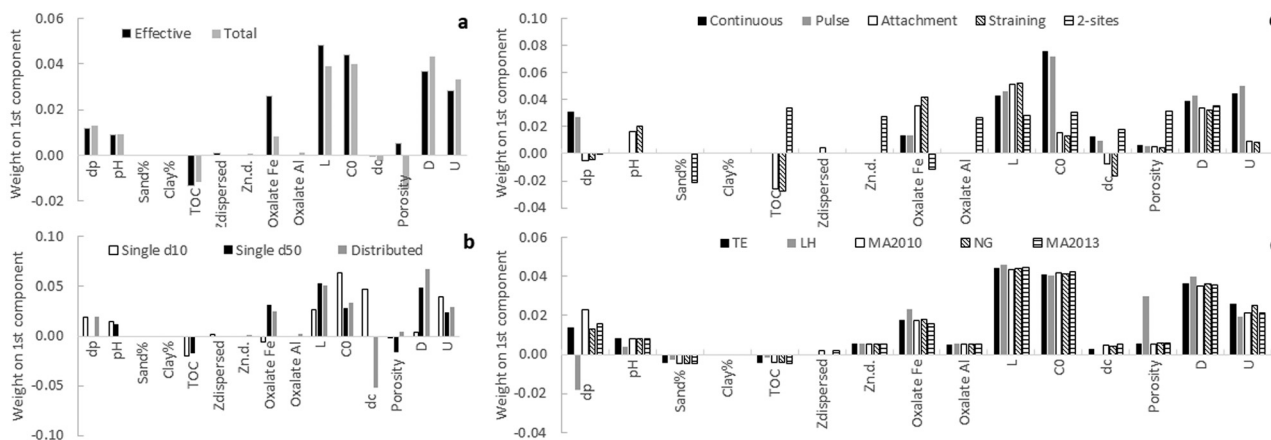 a
Effective Total
Weight on 1st component
0.06
0.04
0.02
0.00
-0.02
dp pH Sand% Clay% TOC Zdispersed Zn.d. Oxalate Fe Oxalate Al L C0 dc Porosity D U
b
Single d10 Single d50 Distributed
Weight on 1st component
0.10
0.05
0.00
-0.05
-0.10
dp pH Sand% Clay% TOC Zdispersed Zn.d. Oxalate Fe Oxalate Al L C0 dc Porosity D U
Continuous Pulse Attachment Straining 2-sites
Weight on 1st component
0.10
0.08
0.06
0.04
0.02
0.00
-0.02
-0.04
dp pH Sand% Clay% TOC Zdispersed Zn.d. Oxalate Fe Oxalate Al L C0 dc Porosity D U
TE LH MA2010 NG MA2013
Weight on 1st component
0.06
0.04
0.02
0.00
-0.02
-0.04
dp pH Sand% Clay% TOC Zdispersed Zn.d. Oxalate Fe Oxalate Al L C0 dc Porosity D U